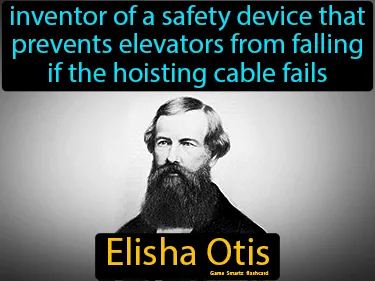 inventor of a safety device that
prevents elevators from falling
if the hoisting cable fails
Elisha Otis
Game Smartz flashcard